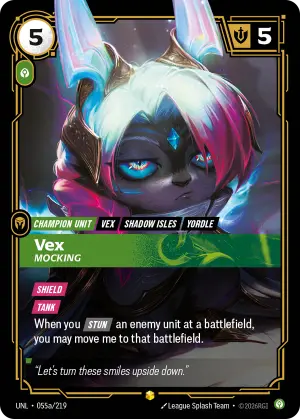 5
5
CHAMPION UNIT VEX SHADOW ISLES YORDLE
Vex
MOCKING
SHIELD
TANK
When you STUN an enemy unit at a battlefield,
you may move me to that battlefield.
“Let's turn these smiles upside down.”
UNL • 055a/219 League Splash Team ©2026RGI